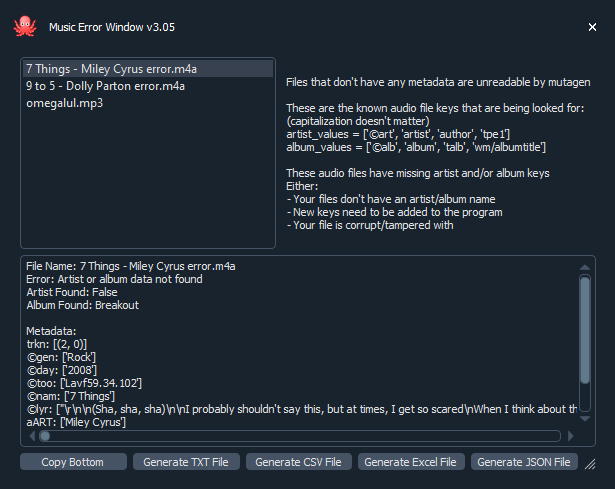 Music Error Window v3.05
7 Things - Miley Cyrus error.m4a
9 to 5 - Dolly Parton error.m4a
omegalul.mp3
Files that don't have any metadata are unreadable by mutagen
These are the known audio file keys that are being looked for:
(capitalization doesn't matter)
artist_values = ['©art', 'artist', 'author', 'tpe1']
album_values = ['©alb', 'album', 'talb', 'wm/albumtitle']
These audio files have missing artist and/or album keys
Either:
- Your files don't have an artist/album name
- New keys need to be added to the program
- Your file is corrupt/tampered with
File Name: 7 Things - Miley Cyrus error.m4a
Error: Artist or album data not found
Artist Found: False
Album Found: Breakout
Metadata:
trkn: [(2, 0)]
©gen: ['Rock']
©day: ['2008']
©too: ['Lavf59.34.102']
©nam: ['7 Things']
©lyr: ["\r\n\n(Sha, sha, sha)\n\nI probably shouldn't say this, but at times, I get so scared\nWhen I think about th
aART: ['Miley Cyrus']
Copy Bottom
Generate TXT File
Generate CSV File
Generate Excel File
Generate JSON File